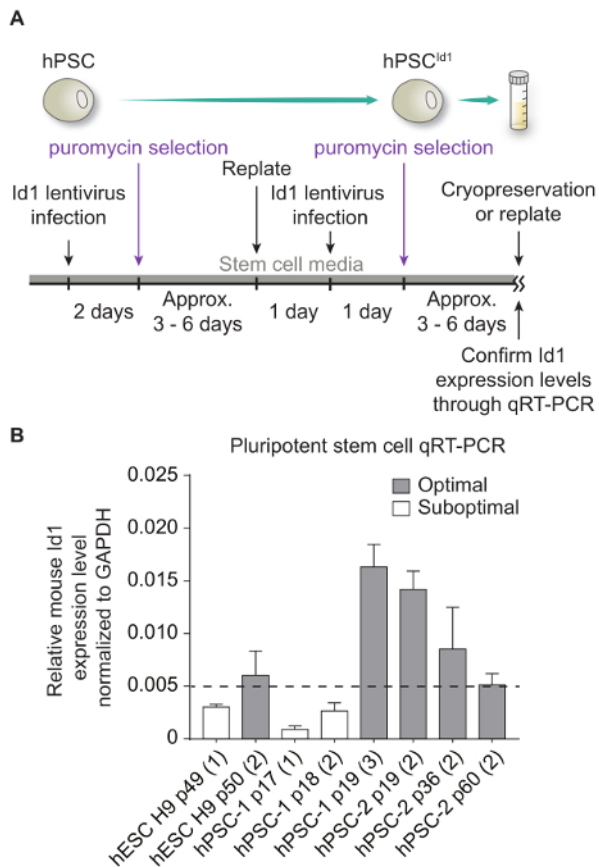 A
hPSC
hPSCId1
puromycin selection
puromycin selection
Replate
Id1 lentivirus
infection
Id1 lentivirus
infection
Cryopreservation
or replate
Stem cell media
2 days
Approx.
3 - 6 days
1 day
1 day
Approx.
3 - 6 days
Confirm Id1
expression levels
through qRT-PCR
B
Pluripotent stem cell qRT-PCR
Relative mouse Id1
expression level
normalized to GAPDH
0.025
0.020
0.015
0.010
0.005
0
Optimal
Suboptimal
hESC H9 p49 (1)
hESC H9 p50 (2)
hPSC-1 p17 (1)
hPSC-1 p18 (2)
hPSC-1 p19 (3)
hPSC-2 p19 (2)
hPSC-2 p36 (2)
hPSC-2 p60 (2)